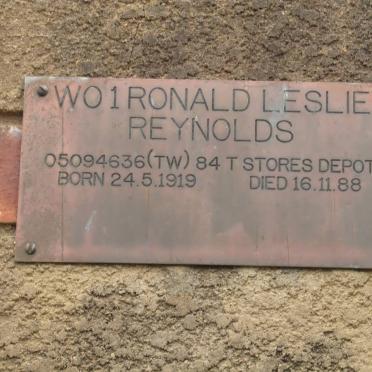 WO1 RONALD LESLIE
REYNOLDS
05094636(TW) 84 T STORES DEPOT
BORN 24.5.1919 DIED 16.11.88